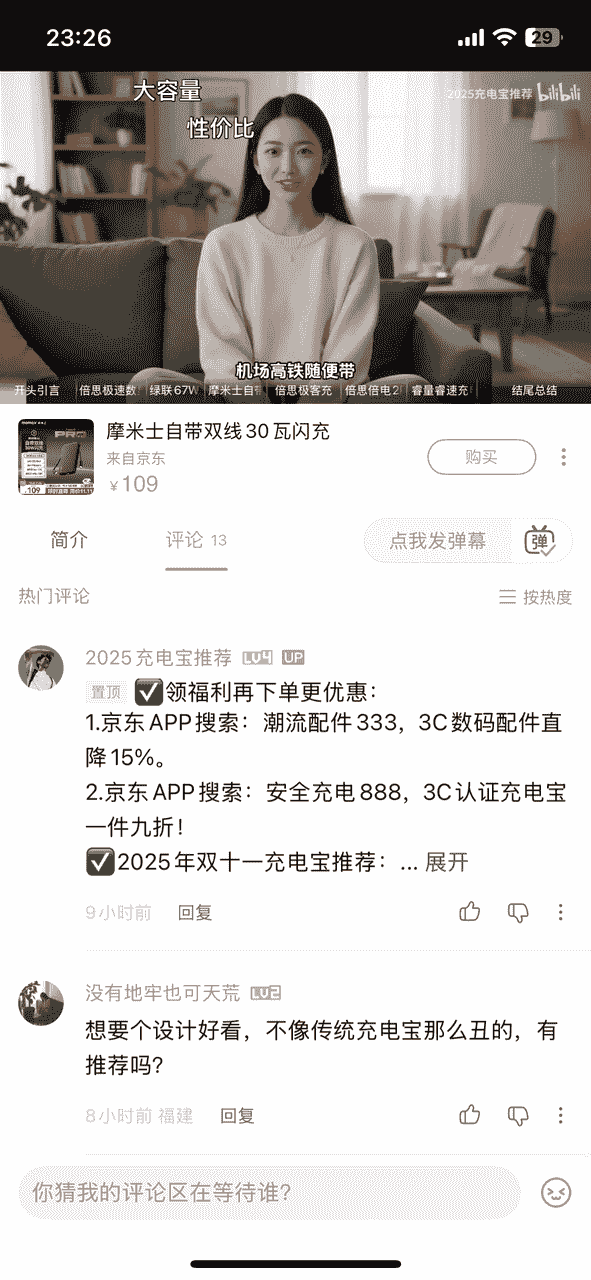 23:26
29
大容量
2025充电宝推荐 bilibili
性价比
机场高铁随便带
开头引言 倍思极速数 绿联67W 摩米士自带 倍思极客充 倍思倍电2 睿量睿速充 结尾总结
摩米士自带双线30瓦闪充
来自京东
¥109
购买
109
简介
评论 13
点我发弹幕
弹
热门评论
按热度
2025充电宝推荐 LV4 UP
置顶 ✅领福利再下单更优惠：
1.京东APP搜索：潮流配件333，3C数码配件直
降15%。
2.京东APP搜索：安全充电888，3C认证充电宝
一件九折！
✅2025年双十一充电宝推荐：... 展开
9小时前 回复
没有地牢也可天荒 LV2
想要个设计好看，不像传统充电宝那么丑的，有
推荐吗？
8小时前 福建 回复
你猜我的评论区在等待谁？